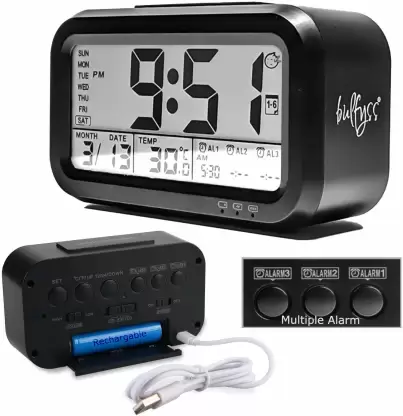 SUN
MON
TUE PM
WED
THU
FRI
SAT
9:51
1-6
MONTH DATE TEMP
3/13 30.0°C
AL1 AL2 AL3
AM
5:30 -:-- -:--
bulfyss®
SET
Rechargable
ALARM3 ALARM2 ALARM1
Multiple Alarm